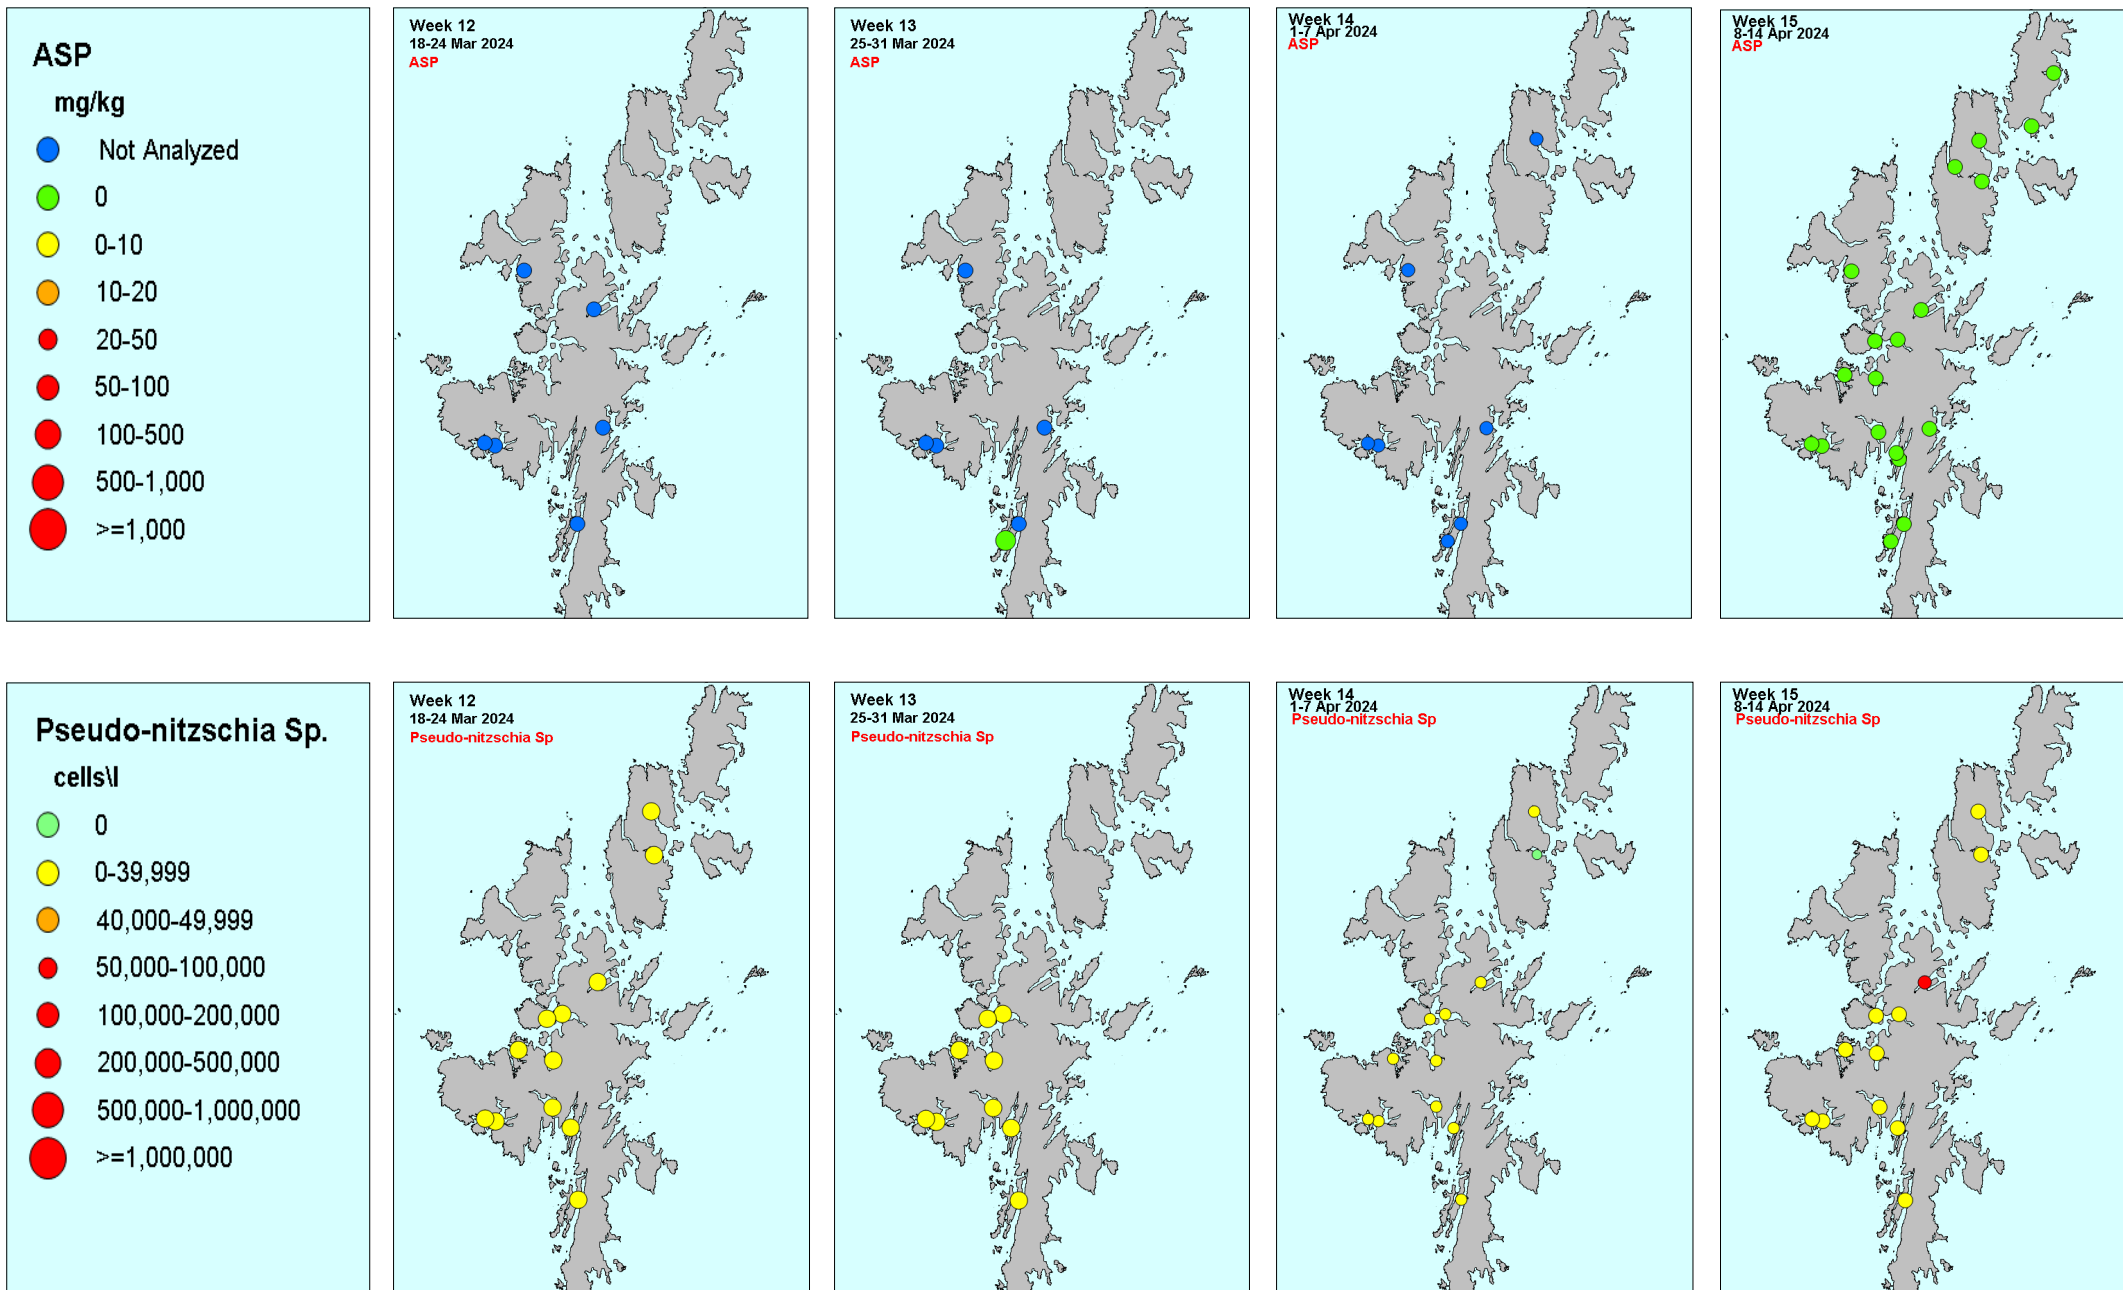 ASP
mg/kg
Not Analyzed
0
0-10
10-20
20-50
50-100
100-500
500-1,000
>=1,000
Week 12
18-24 Mar 2024
ASP
Week 13
25-31 Mar 2024
ASP
Week 14
1-7 Apr 2024
ASP
Week 15
8-14 Apr 2024
ASP
Pseudo-nitzschia Sp.
cells\l
0
0-39,999
40,000-49,999
50,000-100,000
100,000-200,000
200,000-500,000
500,000-1,000,000
>=1,000,000
Week 12
18-24 Mar 2024
Pseudo-nitzschia Sp
Week 13
25-31 Mar 2024
Pseudo-nitzschia Sp
Week 14
1-7 Apr 2024
Pseudo-nitzschia Sp
Week 15
8-14 Apr 2024
Pseudo-nitzschia Sp